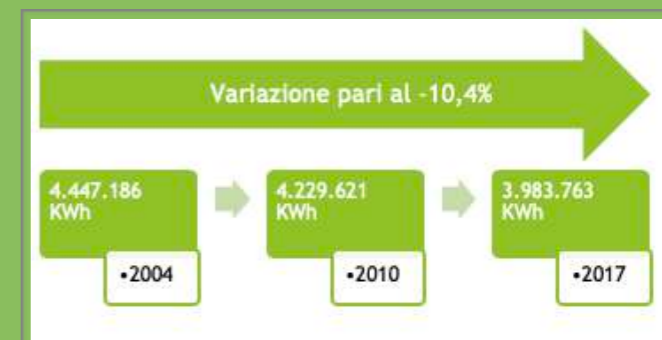 Variazione pari al -10,4%
4.447.186
KWh
•2004
4.229.621
KWh
•2010
3.983.763
KWh
•2017